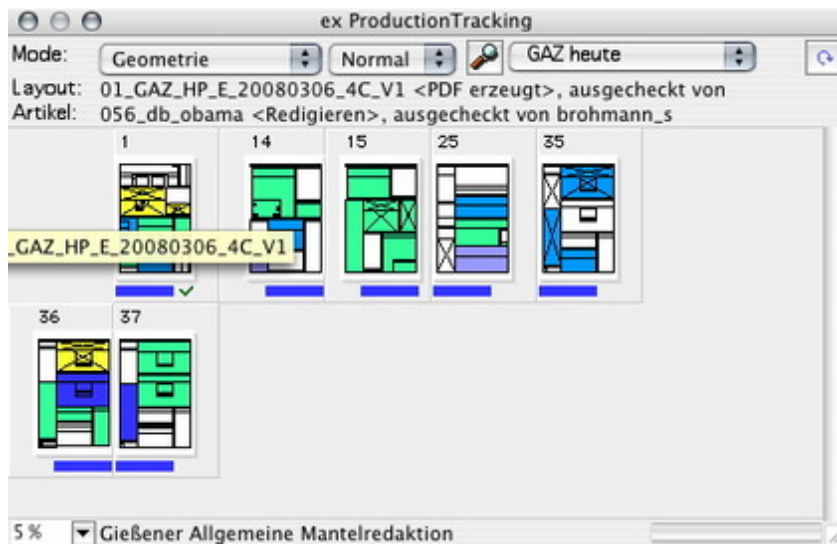 ex ProductionTracking
Mode: Geometrie Normal GAZ heute
Layout: 01_GAZ_HP_E_20080306_4C_V1 <PDF erzeugt>, ausgecheckt von
Artikel: 056_db_obama <Redigieren>, ausgecheckt von brohmann_s
1 14 15 25 35
_GAZ_HP_E_20080306_4C_V1
36 37
5 % Gießener Allgemeine Mantelredaktion